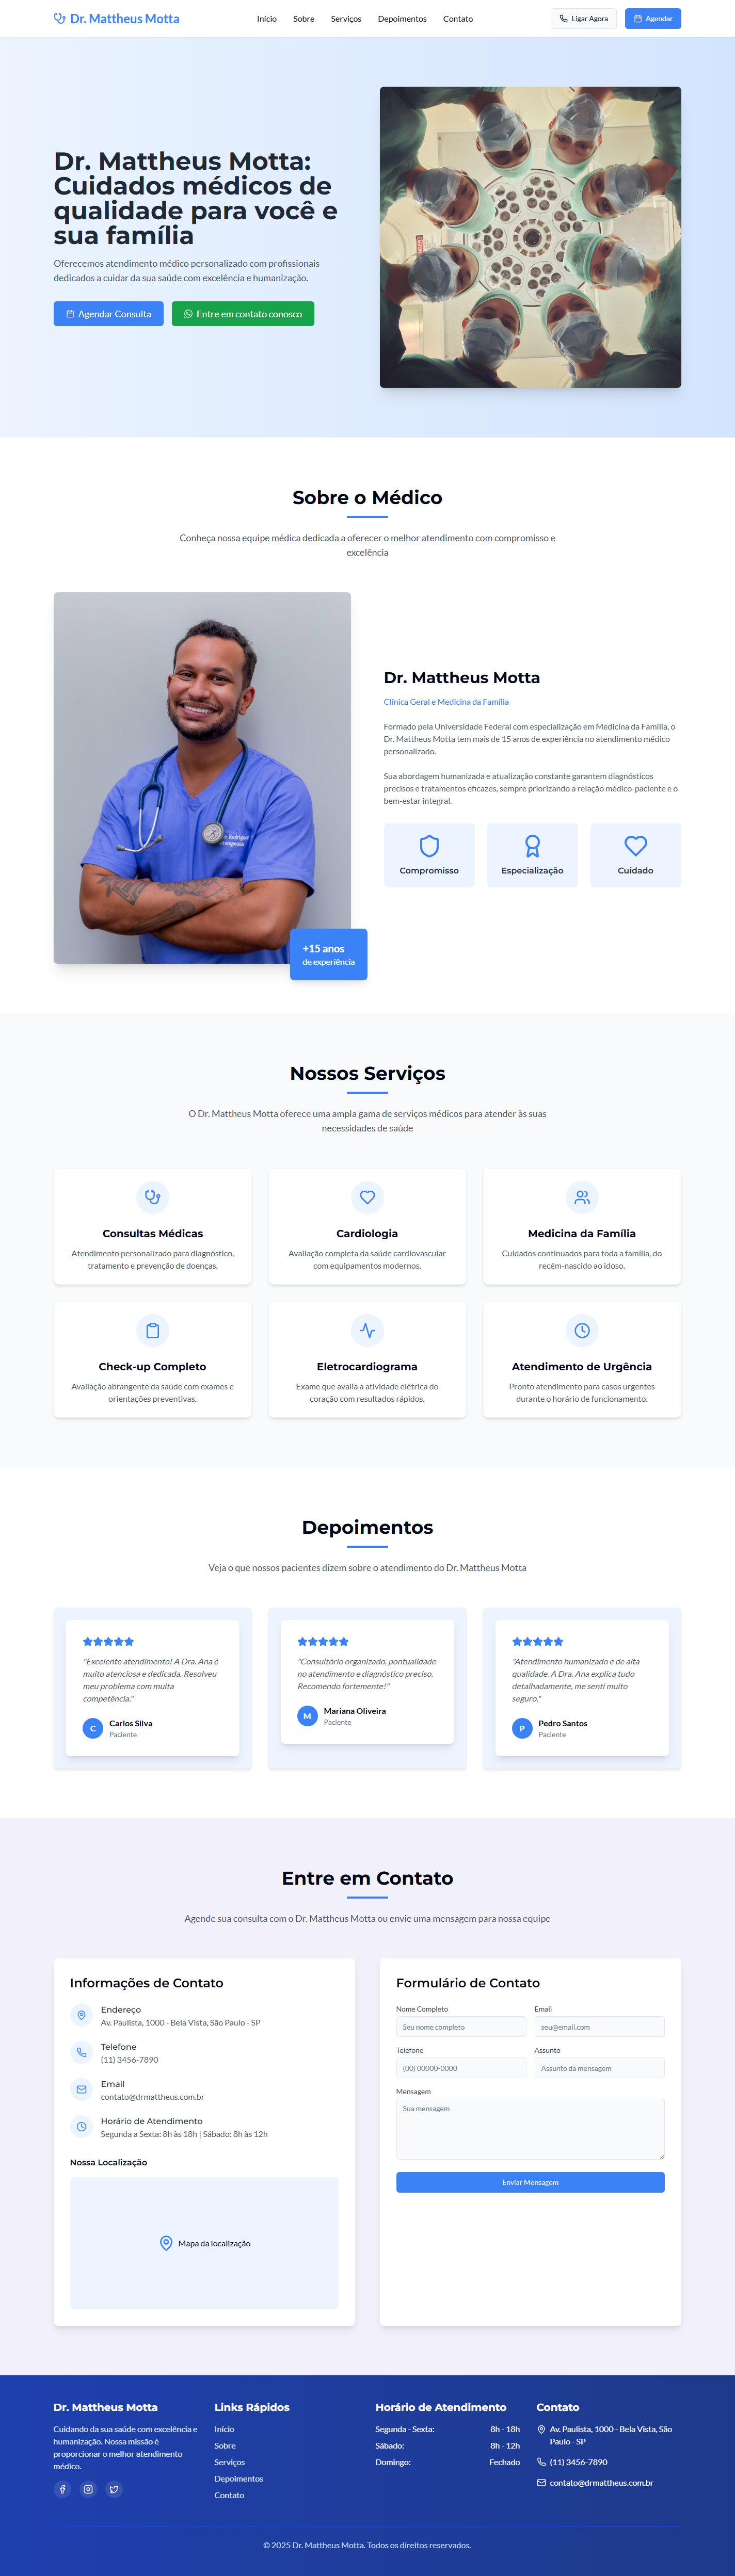 Dr. Mattheus Motta
Início
Sobre
Serviços
Depoimentos
Contato
Ligar Agora
Agendar
Dr. Mattheus Motta:
Cuidados médicos de
qualidade para você e
sua família
Oferecemos atendimento médico personalizado com profissionais
dedicados a cuidar da sua saúde com excelência e humanização.
Agendar Consulta
Entre em contato conosco
Sobre o Médico
Conheça nossa equipe médica dedicada a oferecer o melhor atendimento com compromisso e
excelência
+15 anos
de experiência
Dr. Mattheus Motta
Clínica Geral e Medicina da Família
Formado pela Universidade Federal com especialização em Medicina da Família, o
Dr. Mattheus Motta tem mais de 15 anos de experiência no atendimento médico
personalizado.
Sua abordagem humanizada e atualização constante garantem diagnósticos
precisos e tratamentos eficazes, sempre priorizando a relação médico-paciente e o
bem-estar integral.
Compromisso
Especialização
Cuidado
Nossos Serviços
O Dr. Mattheus Motta oferece uma ampla gama de serviços médicos para atender às suas
necessidades de saúde
Consultas Médicas
Atendimento personalizado para diagnóstico,
tratamento e prevenção de doenças.
Cardiologia
Avaliação completa da saúde cardiovascular
com equipamentos modernos.
Medicina da Família
Cuidados continuados para toda a família, do
recém-nascido ao idoso.
Check-up Completo
Avaliação abrangente da saúde com exames e
orientações preventivas.
Eletrocardiograma
Exame que avalia a atividade elétrica do
coração com resultados rápidos.
Atendimento de Urgência
Pronto atendimento para casos urgentes
durante o horário de funcionamento.
Depoimentos
Veja o que nossos pacientes dizem sobre o atendimento do Dr. Mattheus Motta
"Excelente atendimento! A Dra. Ana é
muito atenciosa e dedicada. Resolveu
meu problema com muita
competência."
C
Carlos Silva
Paciente
"Consultório organizado, pontualidade
no atendimento e diagnóstico preciso.
Recomendo fortemente!"
M
Mariana Oliveira
Paciente
"Atendimento humanizado e de alta
qualidade. A Dra. Ana explica tudo
detalhadamente, me senti muito
seguro."
P
Pedro Santos
Paciente
Entre em Contato
Agende sua consulta com o Dr. Mattheus Motta ou envie uma mensagem para nossa equipe
Informações de Contato
Endereço
Av. Paulista, 1000 - Bela Vista, São Paulo - SP
Telefone
(11) 3456-7890
Email
contato@drmattheus.com.br
Horário de Atendimento
Segunda a Sexta: 8h às 18h | Sábado: 8h às 12h
Nossa Localização
Mapa da localização
Formulário de Contato
Nome Completo
Seu nome completo
Email
seu@email.com
Telefone
(00) 00000-0000
Assunto
Assunto da mensagem
Mensagem
Sua mensagem
Enviar Mensagem
Dr. Mattheus Motta
Cuidando da sua saúde com excelência e
humanização. Nossa missão é
proporcionar o melhor atendimento
médico.
Links Rápidos
Início
Sobre
Serviços
Depoimentos
Contato
Horário de Atendimento
Segunda - Sexta: 8h - 18h
Sábado: 8h - 12h
Domingo: Fechado
Contato
Av. Paulista, 1000 - Bela Vista, São
Paulo - SP
(11) 3456-7890
contato@drmattheus.com.br
© 2025 Dr. Mattheus Motta. Todos os direitos reservados.